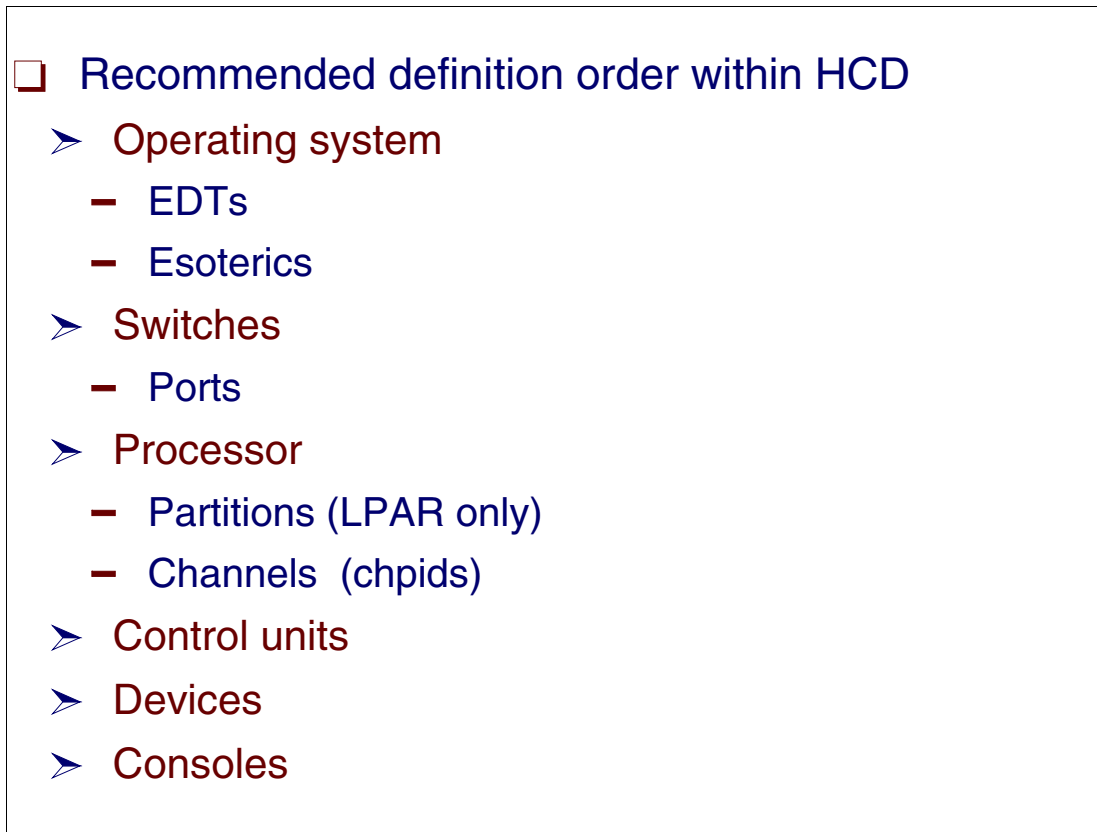 Recommended definition order within HCD
Operating system
EDTs
Esoterics
Switches
Ports
Processor
Partitions (LPAR only)
Channels (chpids)
Control units
Devices
Consoles